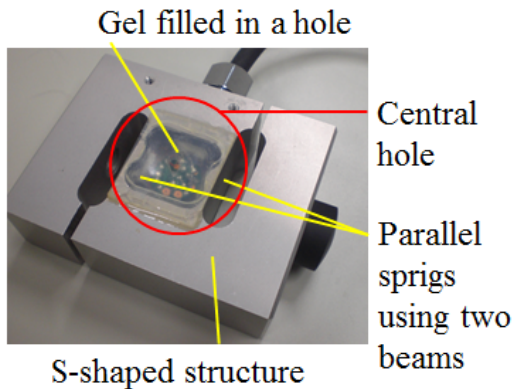 Gel filled in a hole
Central
hole
Parallel
sprigs
using two
beams
S-shaped structure